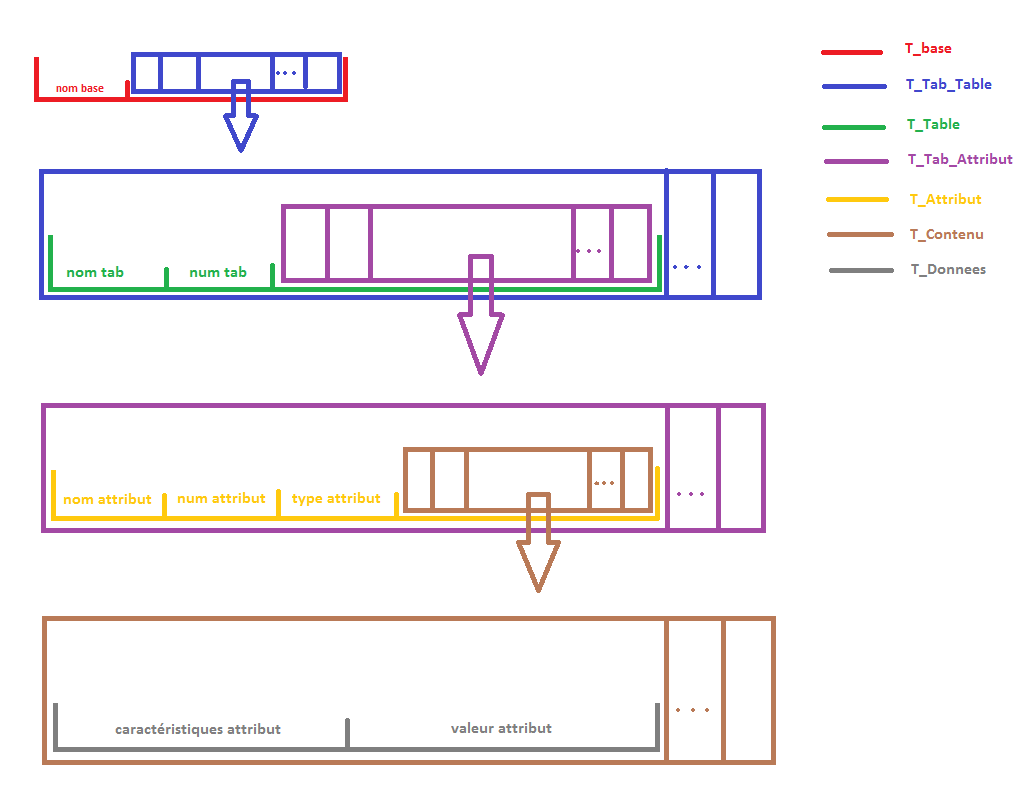 T_base
nom base
...
T_Tab_Table
T_Table
T_Tab_Attribut
T_Attribut
T_Contenu
T_Donnees
nom tab
num tab
...
...
nom attribut
num attribut
type attribut
...
...
caractéristiques attribut
valeur attribut
...